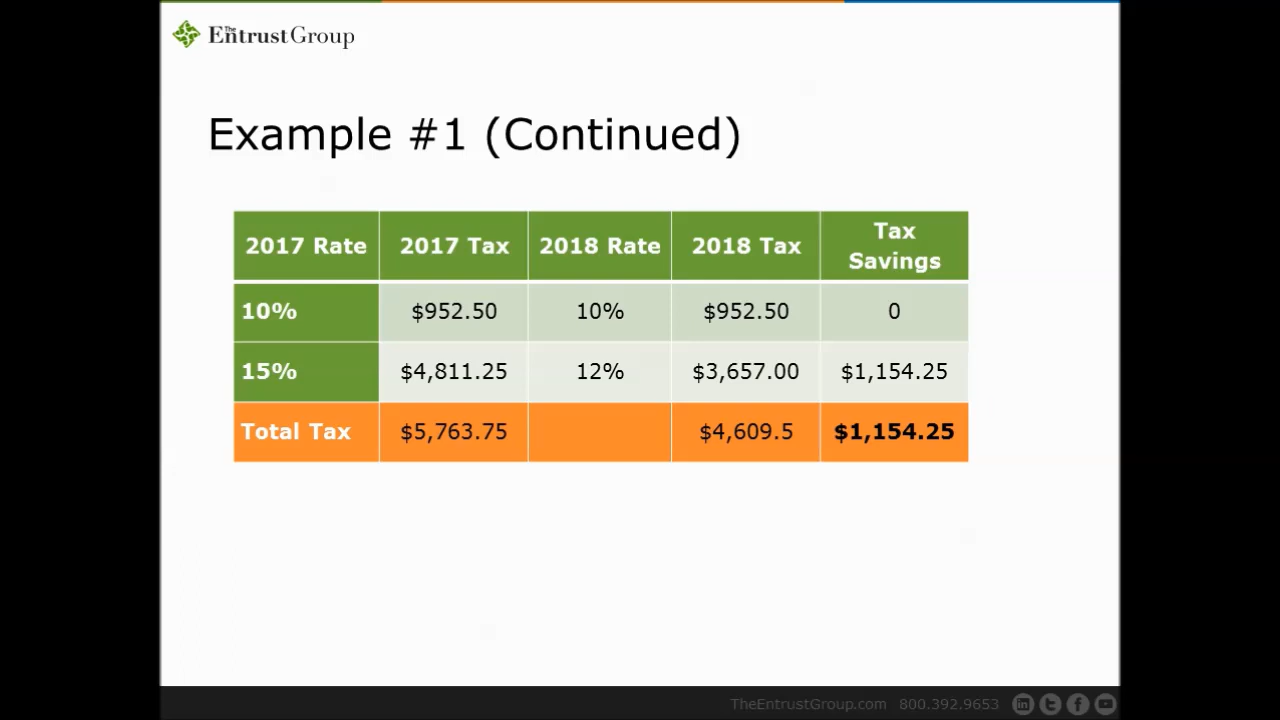 The EntrustGroup
Example #1 (Continued)
2017 Rate 2017 Tax 2018 Rate 2018 Tax Tax Savings
10% $952.50 10% $952.50 0
15% $4,811.25 12% $3,657.00 $1,154.25
Total Tax $5,763.75 $4,609.5 $1,154.25
TheEntrustGroup.com 800.392.9653